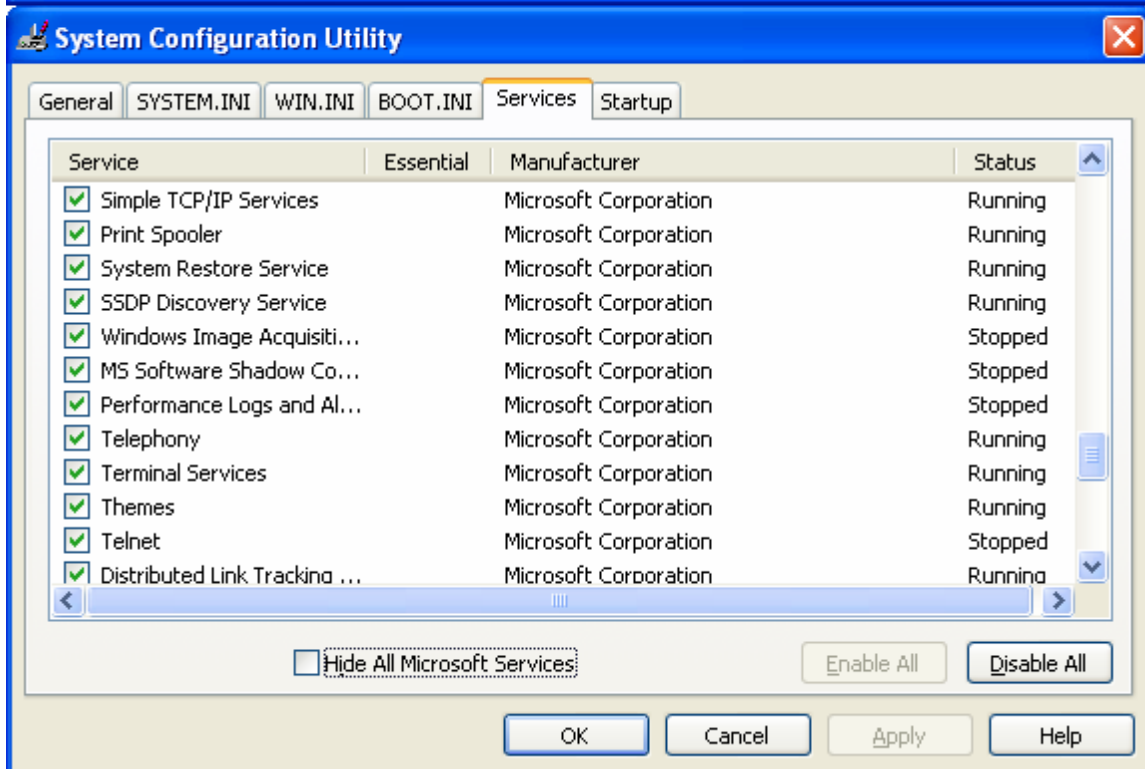 System Configuration Utility
General SYSTEM.INI WIN.INI BOOT.INI Services Startup
Service Essential Manufacturer Status
Simple TCP/IP Services Microsoft Corporation Running
Print Spooler Microsoft Corporation Running
System Restore Service Microsoft Corporation Running
SSDP Discovery Service Microsoft Corporation Running
Windows Image Acquisiti... Microsoft Corporation Stopped
MS Software Shadow Co... Microsoft Corporation Stopped
Performance Logs and Al... Microsoft Corporation Stopped
Telephony Microsoft Corporation Running
Terminal Services Microsoft Corporation Running
Themes Microsoft Corporation Running
Telnet Microsoft Corporation Stopped
Distributed Link Tracking ... Microsoft Corporation Running
Hide All Microsoft Services Enable All Disable All
OK Cancel Apply Help